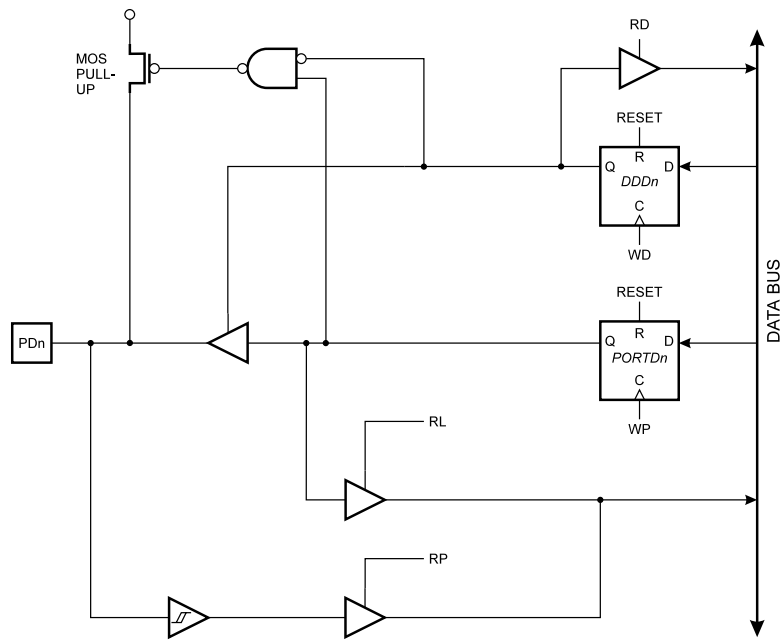 RD
MOS
PULL-
UP
RESET
R
Q
D
DDDn
C
WD
DATA BUS
RESET
PDn
R
Q
D
PORTDn
C
WP
RL
RP